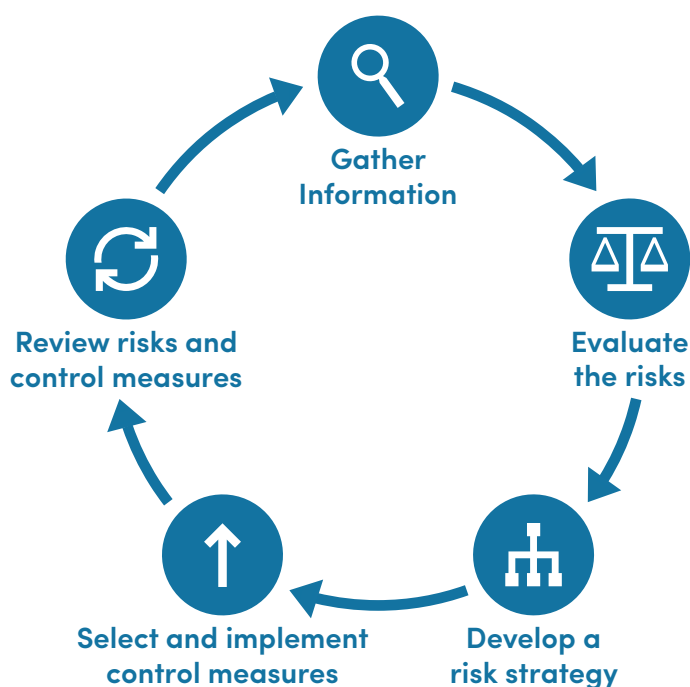 Gather
Information
Evaluate
the risks
Develop a
risk strategy
Select and implement
control measures
Review risks and
control measures